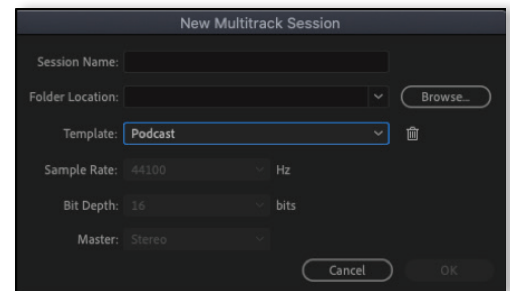 New Multitrack Session
Session Name:
Folder Location: Browse...
Template: Podcast
Sample Rate: 44100 Hz
Bit Depth: 16 bits
Master: Stereo
Cancel OK